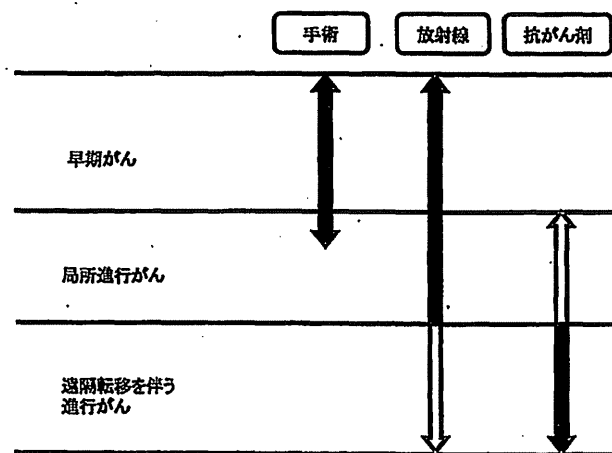 手術
放射線
抗がん剤
早期がん
局所進行がん
遠隔転移を伴う
進行がん